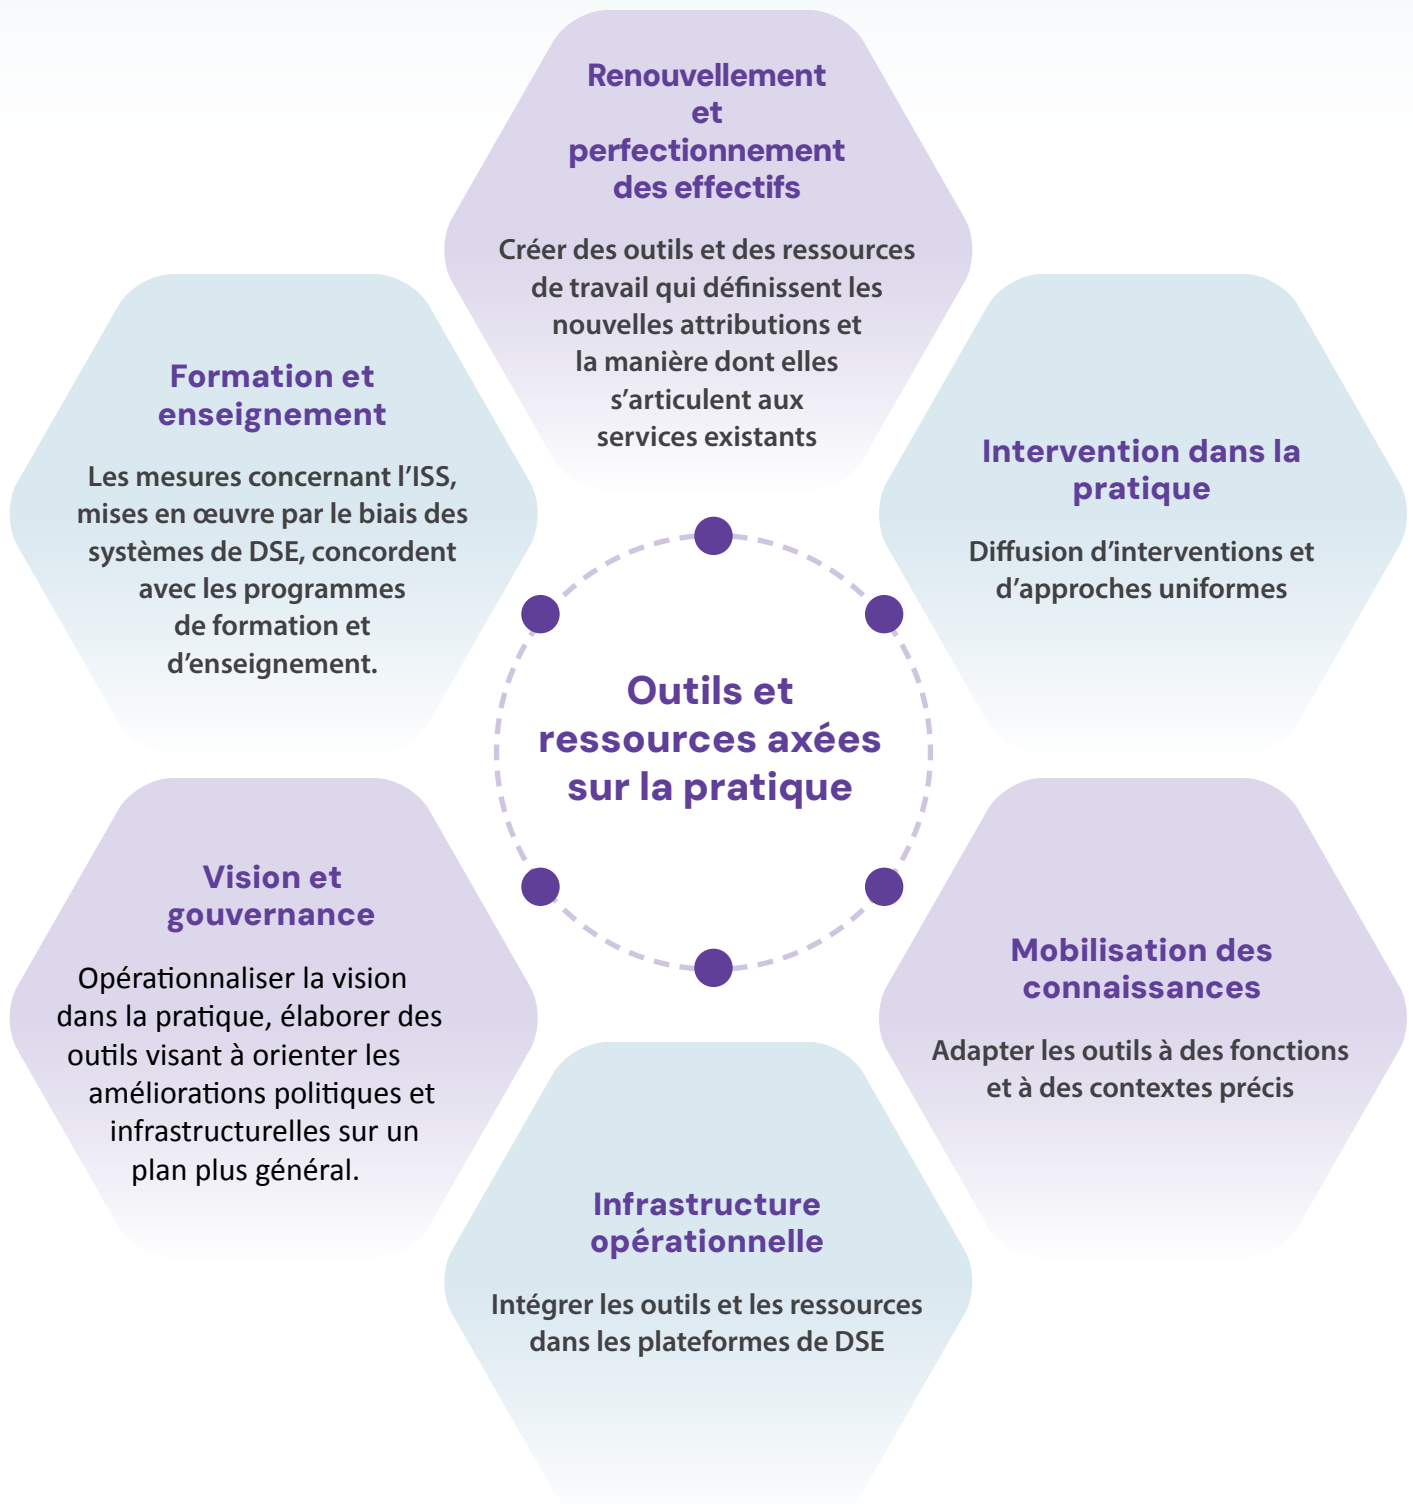 Renouvellement
et
perfectionnement
des effectifs
Créer des outils et des ressources
de travail qui définissent les
nouvelles attributions et
la manière dont elles
s’articulent aux
services existants
Formation et
enseignement
Les mesures concernant l’ISS,
mises en œuvre par le biais des
systèmes de DSE, concordent
avec les programmes
de formation et
d’enseignement.
Intervention dans la
pratique
Diffusion d’interventions et
d’approches uniformes
Outils et
ressources axées
sur la pratique
Vision et
gouvernance
Opérationnaliser la vision
dans la pratique, élaborer des
outils visant à orienter les
améliorations politiques et
infrastructurelles sur un
plan plus général.
Mobilisation des
connaissances
Adapter les outils à des fonctions
et à des contextes précis
Infrastructure
opérationnelle
Intégrer les outils et les ressources
dans les plateformes de DSE